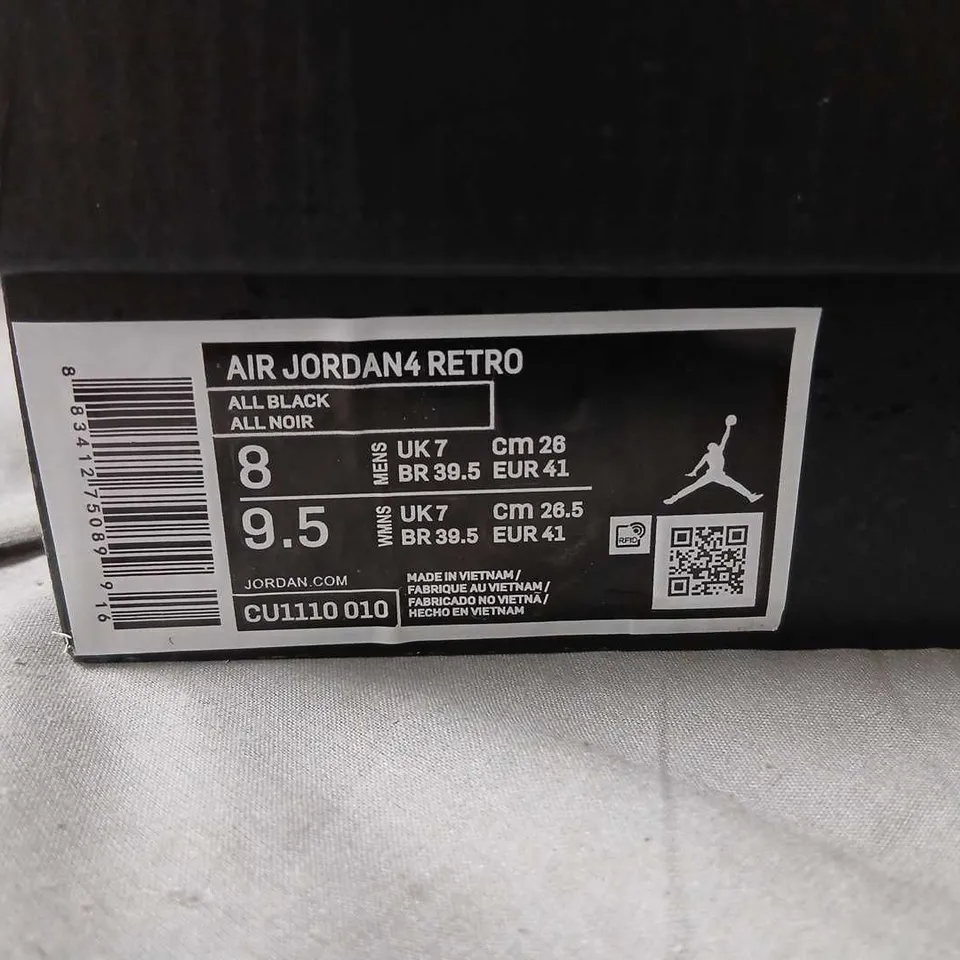 AIR JORDAN4 RETRO
ALL BLACK
ALL NOIR
8 MENS UK 7 cm 26
BR 39.5 EUR 41
9.5 WMNS UK 7 cm 26.5
BR 39.5 EUR 41
JORDAN.COM
CU1110 010
MADE IN VIETNAM /
FABRIQUE AU VIETNAM /
FABRICADO NO VIETNÃ /
HECHO EN VIETNAM
RFID
8 83412 75089 9 16